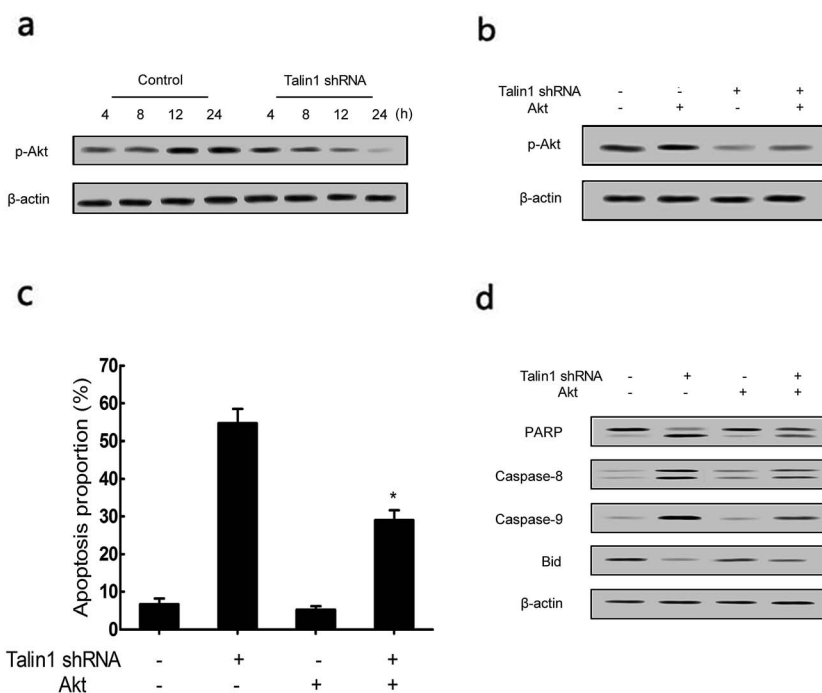 a
Control Talin1 shRNA
4 8 12 24 4 8 12 24 (h)
p-Akt
β-actin
b
Talin1 shRNA - - + +
Akt - + - +
p-Akt
β-actin
c
Apoptosis proportion (%)
70
60
50
40
30
20
10
0
*
Talin1 shRNA - + - +
Akt - - + +
d
Talin1 shRNA - + - +
Akt - - + +
PARP
Caspase-8
Caspase-9
Bid
β-actin